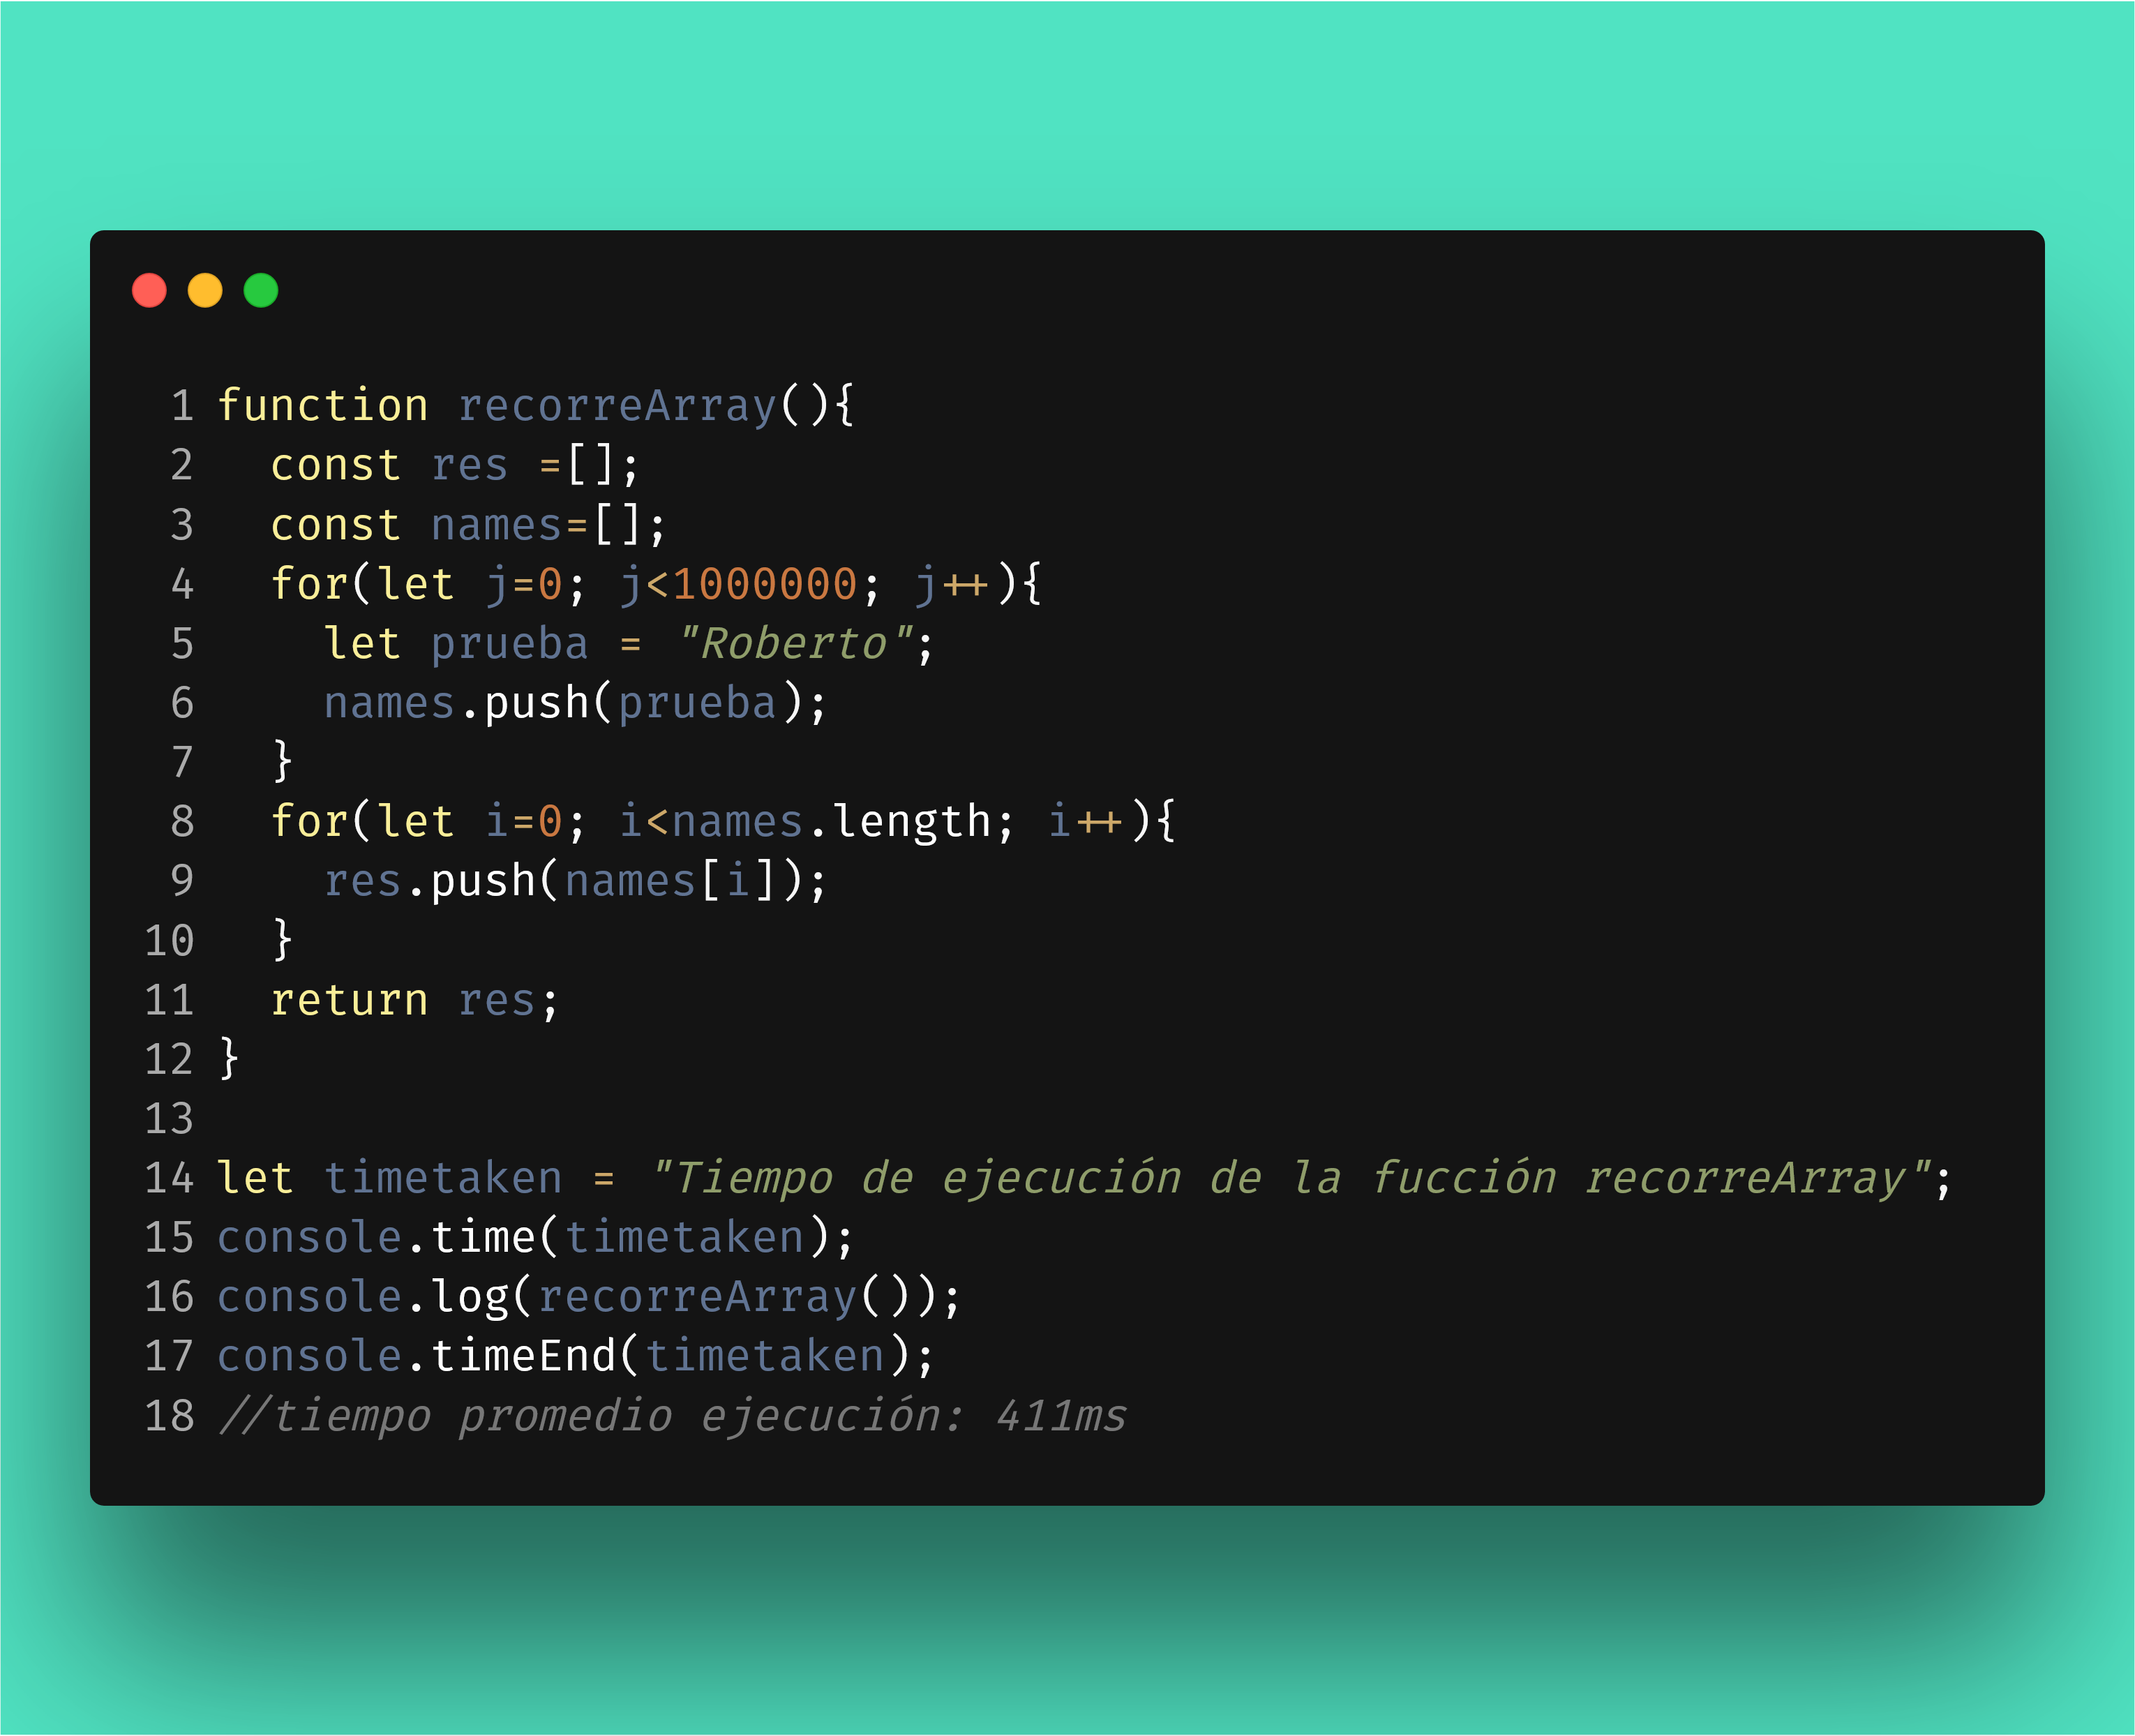 1 function recorreArray(){
2   const res =[];
3   const names=[];
4   for(let j=0; j<1000000; j++){
5     let prueba = "Roberto";
6     names.push(prueba);
7   }
8   for(let i=0; i<names.length; i++){
9     res.push(names[i]);
10   }
11   return res;
12 }
13
14 let timetaken = "Tiempo de ejecución de la fucción recorreArray";
15 console.time(timetaken);
16 console.log(recorreArray());
17 console.timeEnd(timetaken);
18 //tiempo promedio ejecución: 411ms